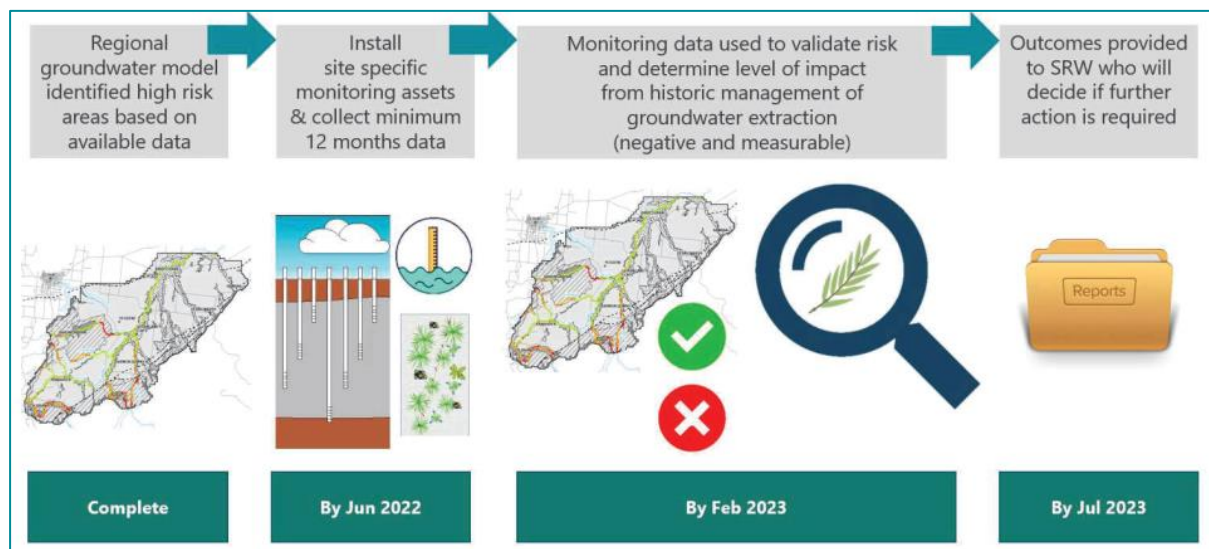 Regional
groundwater model
identified high risk
areas based on
available data
Install
site specific
monitoring assets
& collect minimum
12 months data
Monitoring data used to validate risk
and determine level of impact
from historic management of
groundwater extraction
(negative and measurable)
Outcomes provided
to SRW who will
decide if further
action is required
Reports
Complete
By Jun 2022
By Feb 2023
By Jul 2023